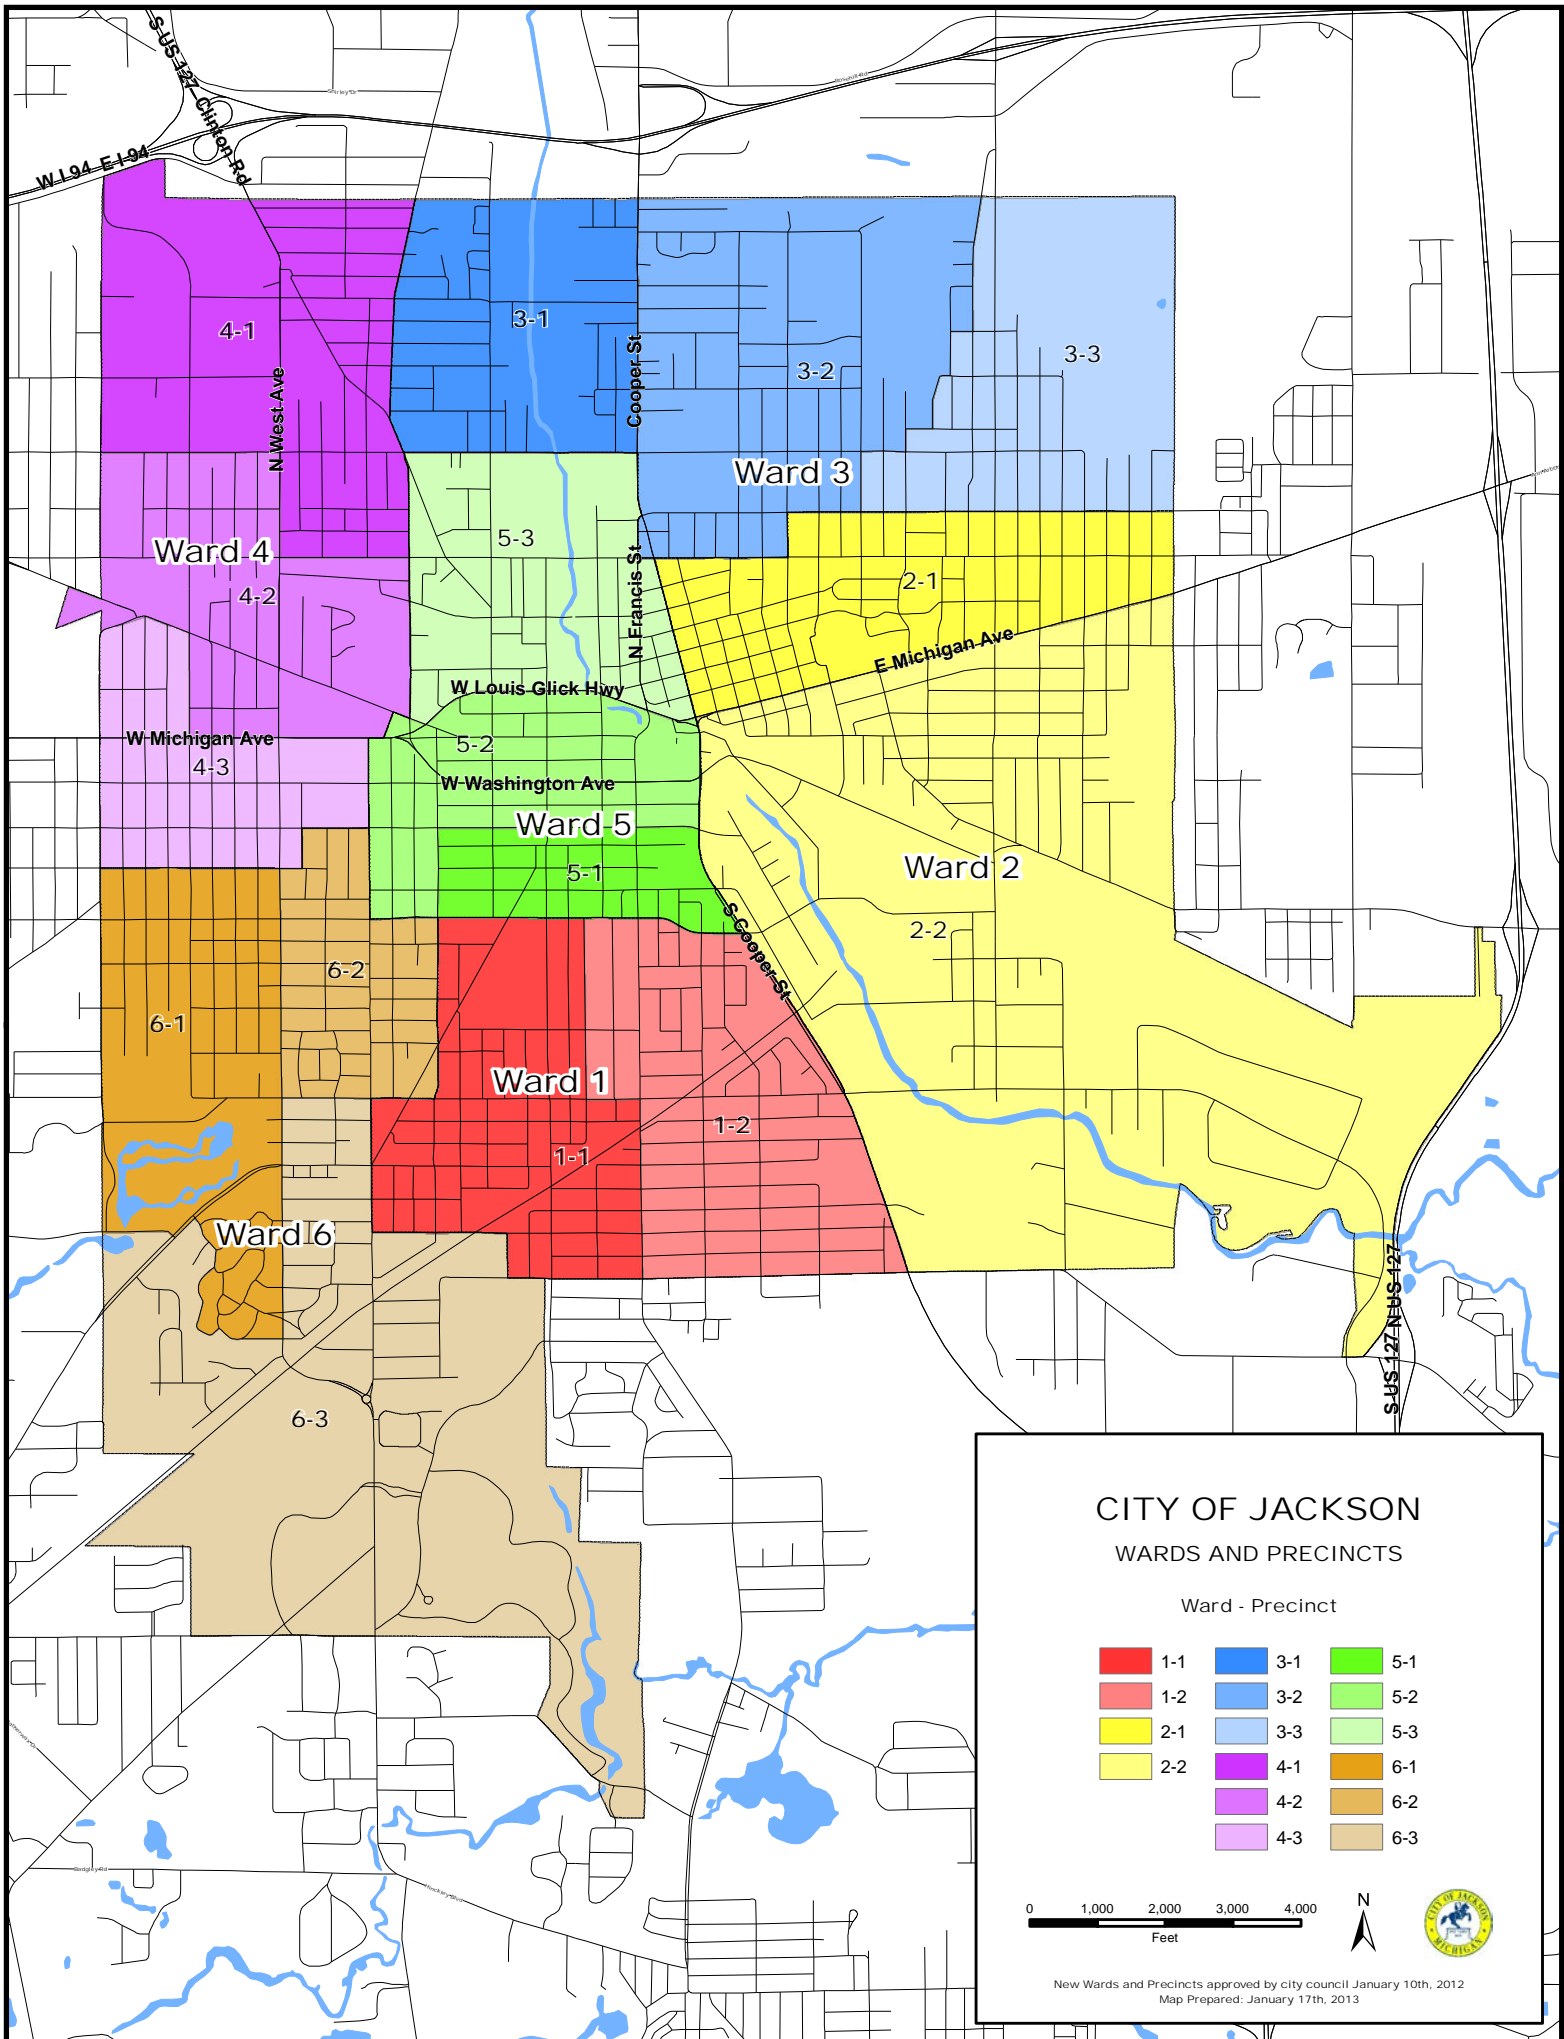 S US 127
Clinton Rd
Shirley Dr
W I 94 E I 94
4-1
3-1
Cooper St
3-3
3-2
N West Ave
Ward 3
Ward 4
5-3
4-2
2-1
N Francis St
E Michigan Ave
W Louis Glick Hwy
W Michigan Ave
5-2
4-3
W Washington Ave
Ward 5
5-1
Ward 2
S Cooper St
2-2
6-2
6-1
Ward 1
1-2
1-1
Ward 6
S US 127 N US 127
6-3
CITY OF JACKSON
WARDS AND PRECINCTS
Ward - Precinct
1-1
1-2
2-1
2-2
3-1
3-2
3-3
4-1
4-2
4-3
5-1
5-2
5-3
6-1
6-2
6-3
0 1,000 2,000 3,000 4,000
Feet
N
CITY OF JACKSON
MICHIGAN
New Wards and Precincts approved by city council January 10th, 2012
Map Prepared: January 17th, 2013